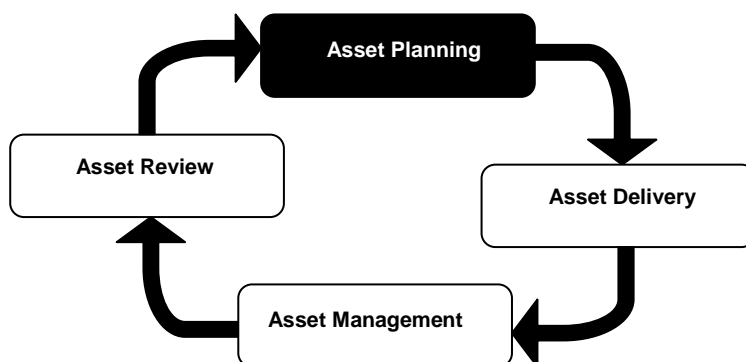 Asset Planning
Asset Review
Asset Delivery
Asset Management